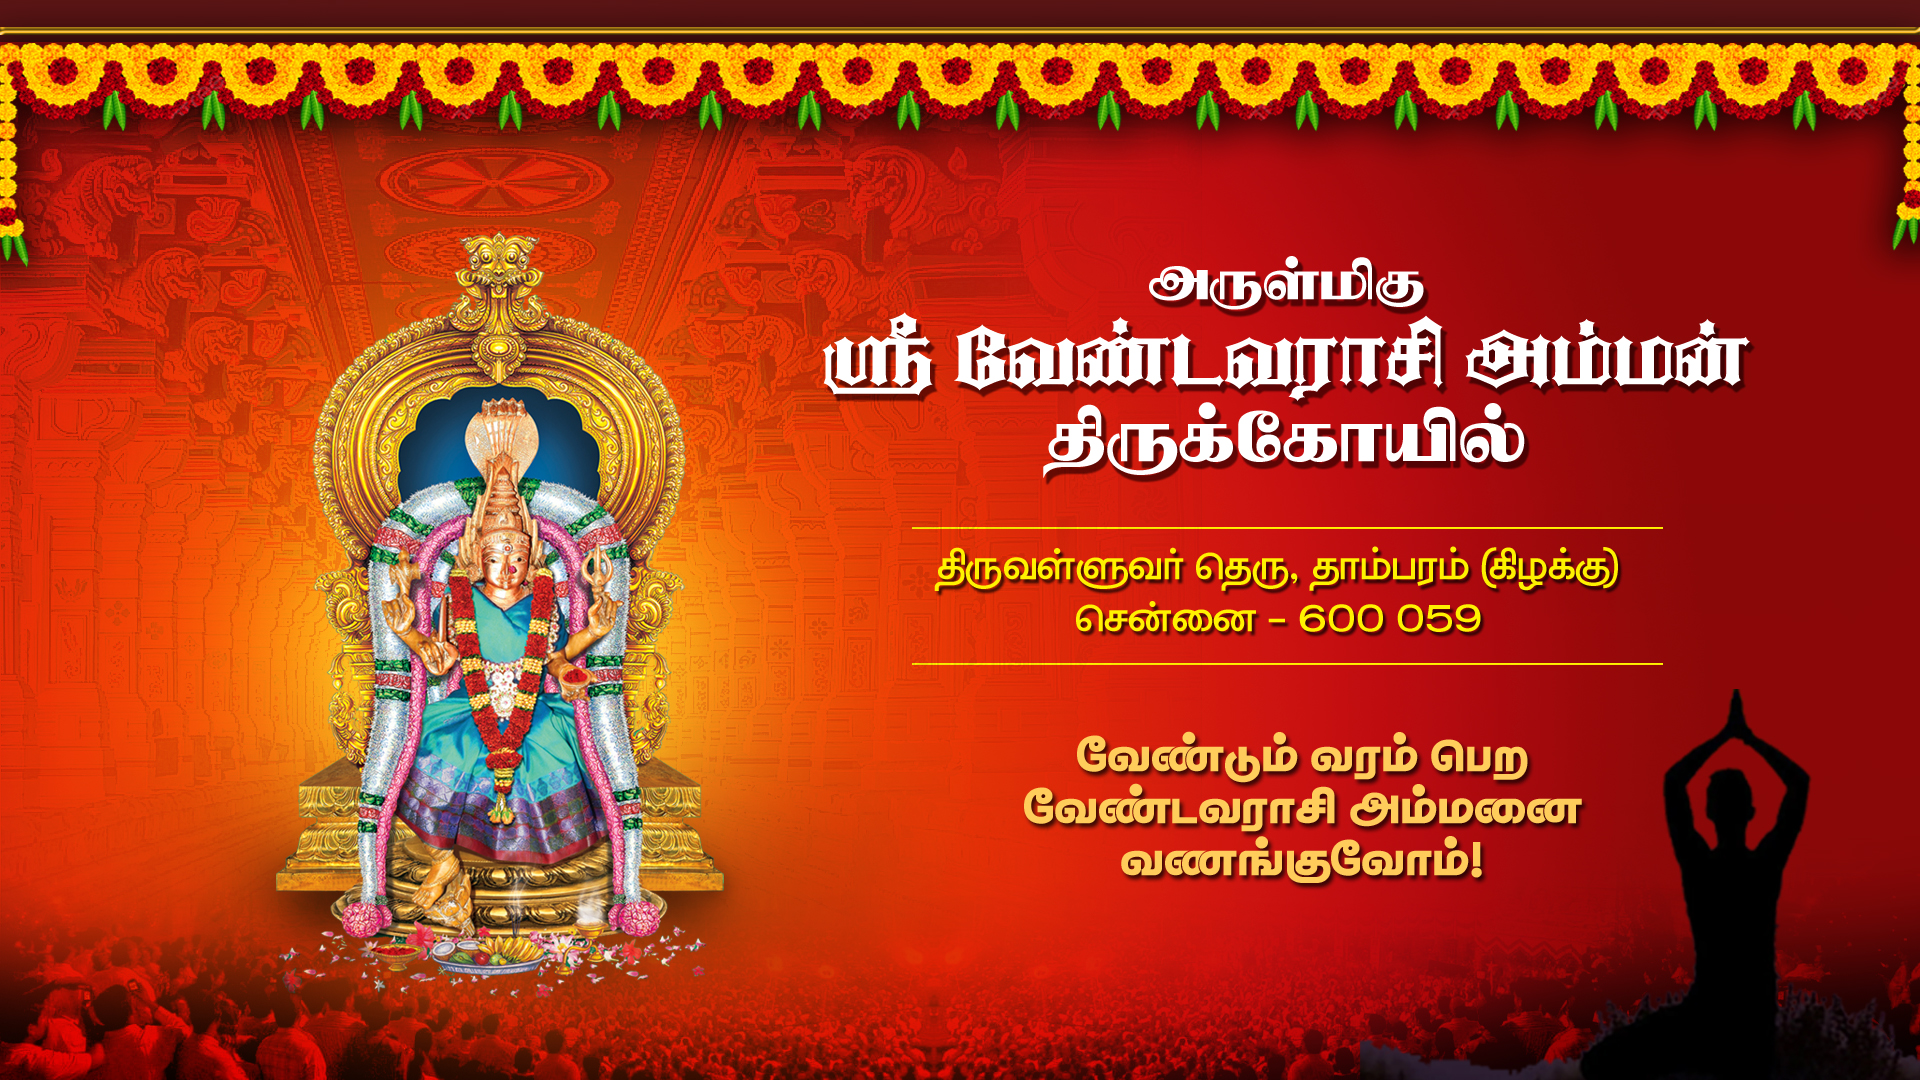 அருள்மிகு
ஸ்ரீ வேண்டவராசி அம்மன்
திருக்கோயில்
திருவள்ளுவர் தெரு, தாம்பரம் (கிழக்கு)
சென்னை – 600 059
வேண்டும் வரம் பெற
வேண்டவராசி அம்மனை
வணங்குவோம்!